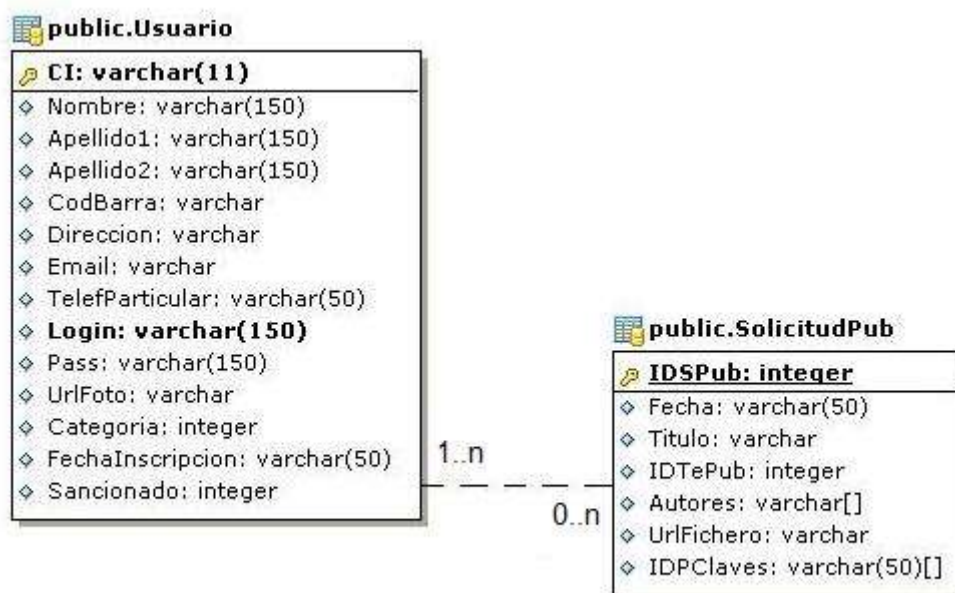 public.Usuario
CI: varchar(11)
Nombre: varchar(150)
Apellido1: varchar(150)
Apellido2: varchar(150)
CodBarra: varchar
Direccion: varchar
Email: varchar
TelefParticular: varchar(50)
Login: varchar(150)
Pass: varchar(150)
UrlFoto: varchar
Categoria: integer
FechaInscripcion: varchar(50)
Sancionado: integer
1..n
0..n
public.SolicitudPub
IDSPub: integer
Fecha: varchar(50)
Titulo: varchar
IDTePub: integer
Autores: varchar[]
UrlFichero: varchar
IDPClaves: varchar(50)[]